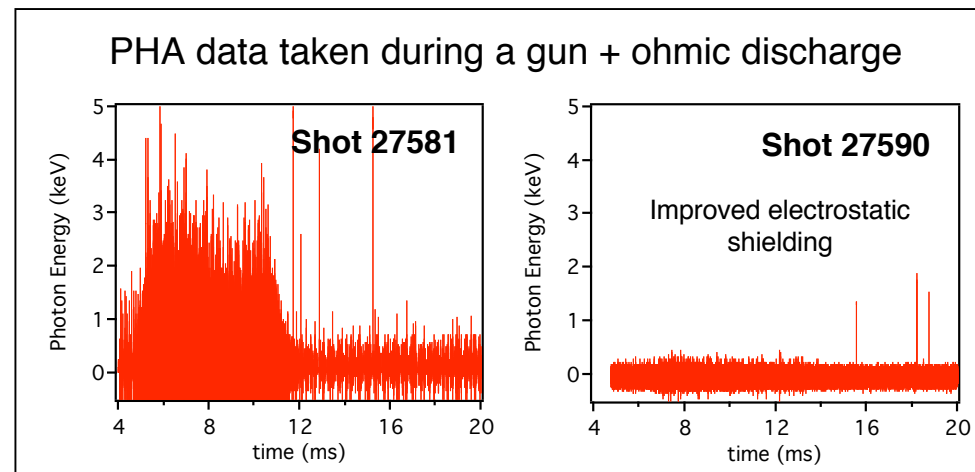 PHA data taken during a gun + ohmic discharge
Shot 27581
Photon Energy (keV)
5
4
3
2
1
0
4 8 12 16 20
time (ms)
Shot 27590
Improved electrostatic
shielding
Photon Energy (keV)
5
4
3
2
1
0
4 8 12 16 20
time (ms)